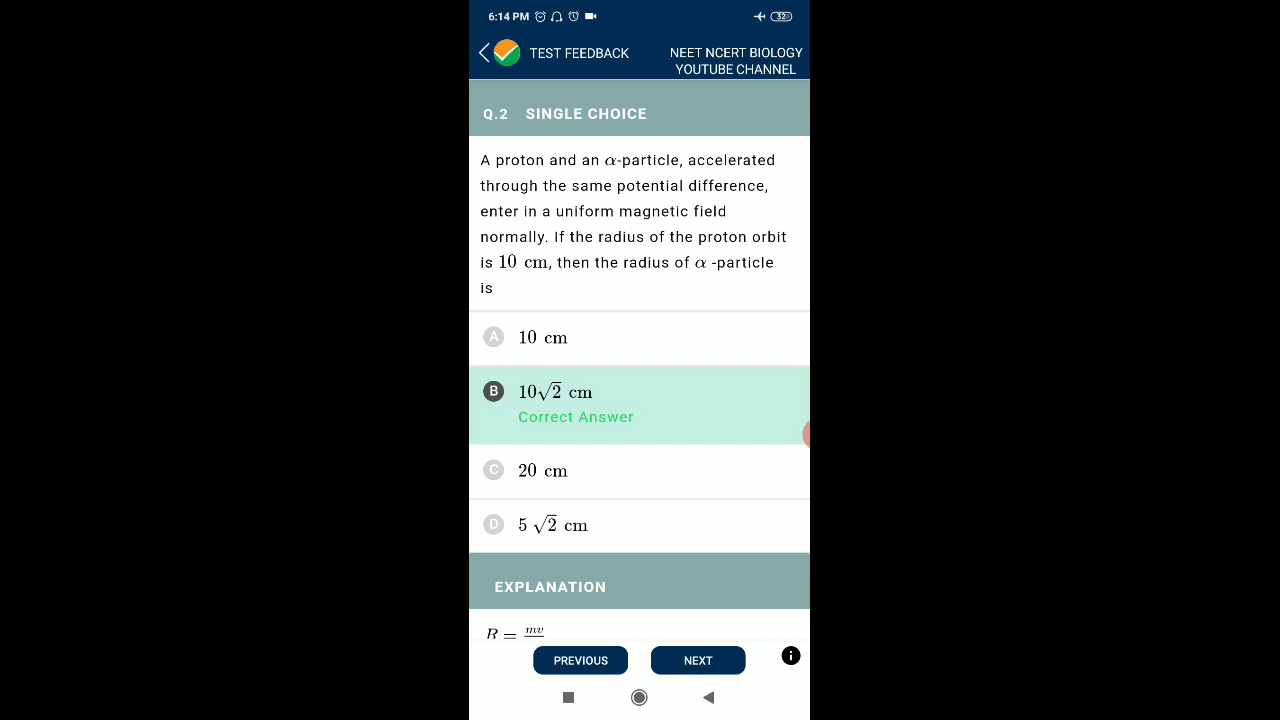 6:14 PM 32
TEST FEEDBACK
NEET NCERT BIOLOGY
YOUTUBE CHANNEL
Q.2 SINGLE CHOICE
A proton and an α-particle, accelerated
through the same potential difference,
enter in a uniform magnetic field
normally. If the radius of the proton orbit
is 10 cm, then the radius of α -particle
is
A 10 cm
B 10√2 cm
Correct Answer
C 20 cm
D 5 √2 cm
EXPLANATION
R = mv
PREVIOUS NEXT